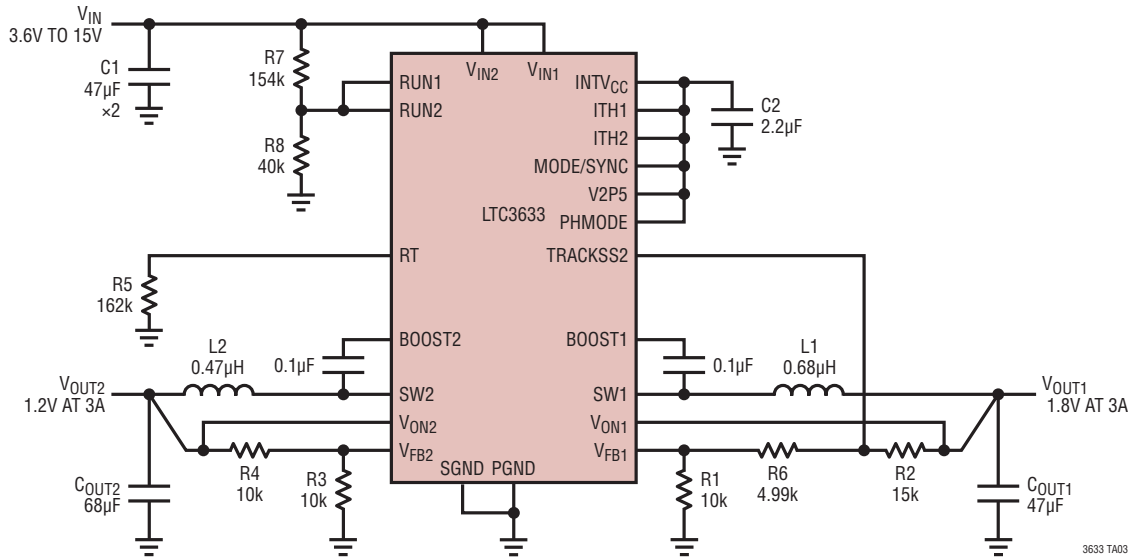 VIN
3.6V TO 15V
C1
47µF
×2
R7
154k
R8
40k
VIN2
VIN1
RUN1
RUN2
INTVCC
ITH1
ITH2
MODE/SYNC
V2P5
PHMODE
C2
2.2µF
LTC3633
RT
TRACKSS2
R5
162k
BOOST2
BOOST1
L2
0.47µH
0.1µF
0.1µF
L1
0.68µH
VOUT2
1.2V AT 3A
SW2
SW1
VOUT1
1.8V AT 3A
VON2
VON1
VFB2
VFB1
SGND PGND
R4
10k
R3
10k
R1
10k
R6
4.99k
R2
15k
COUT2
68µF
COUT1
47µF
3633 TA03